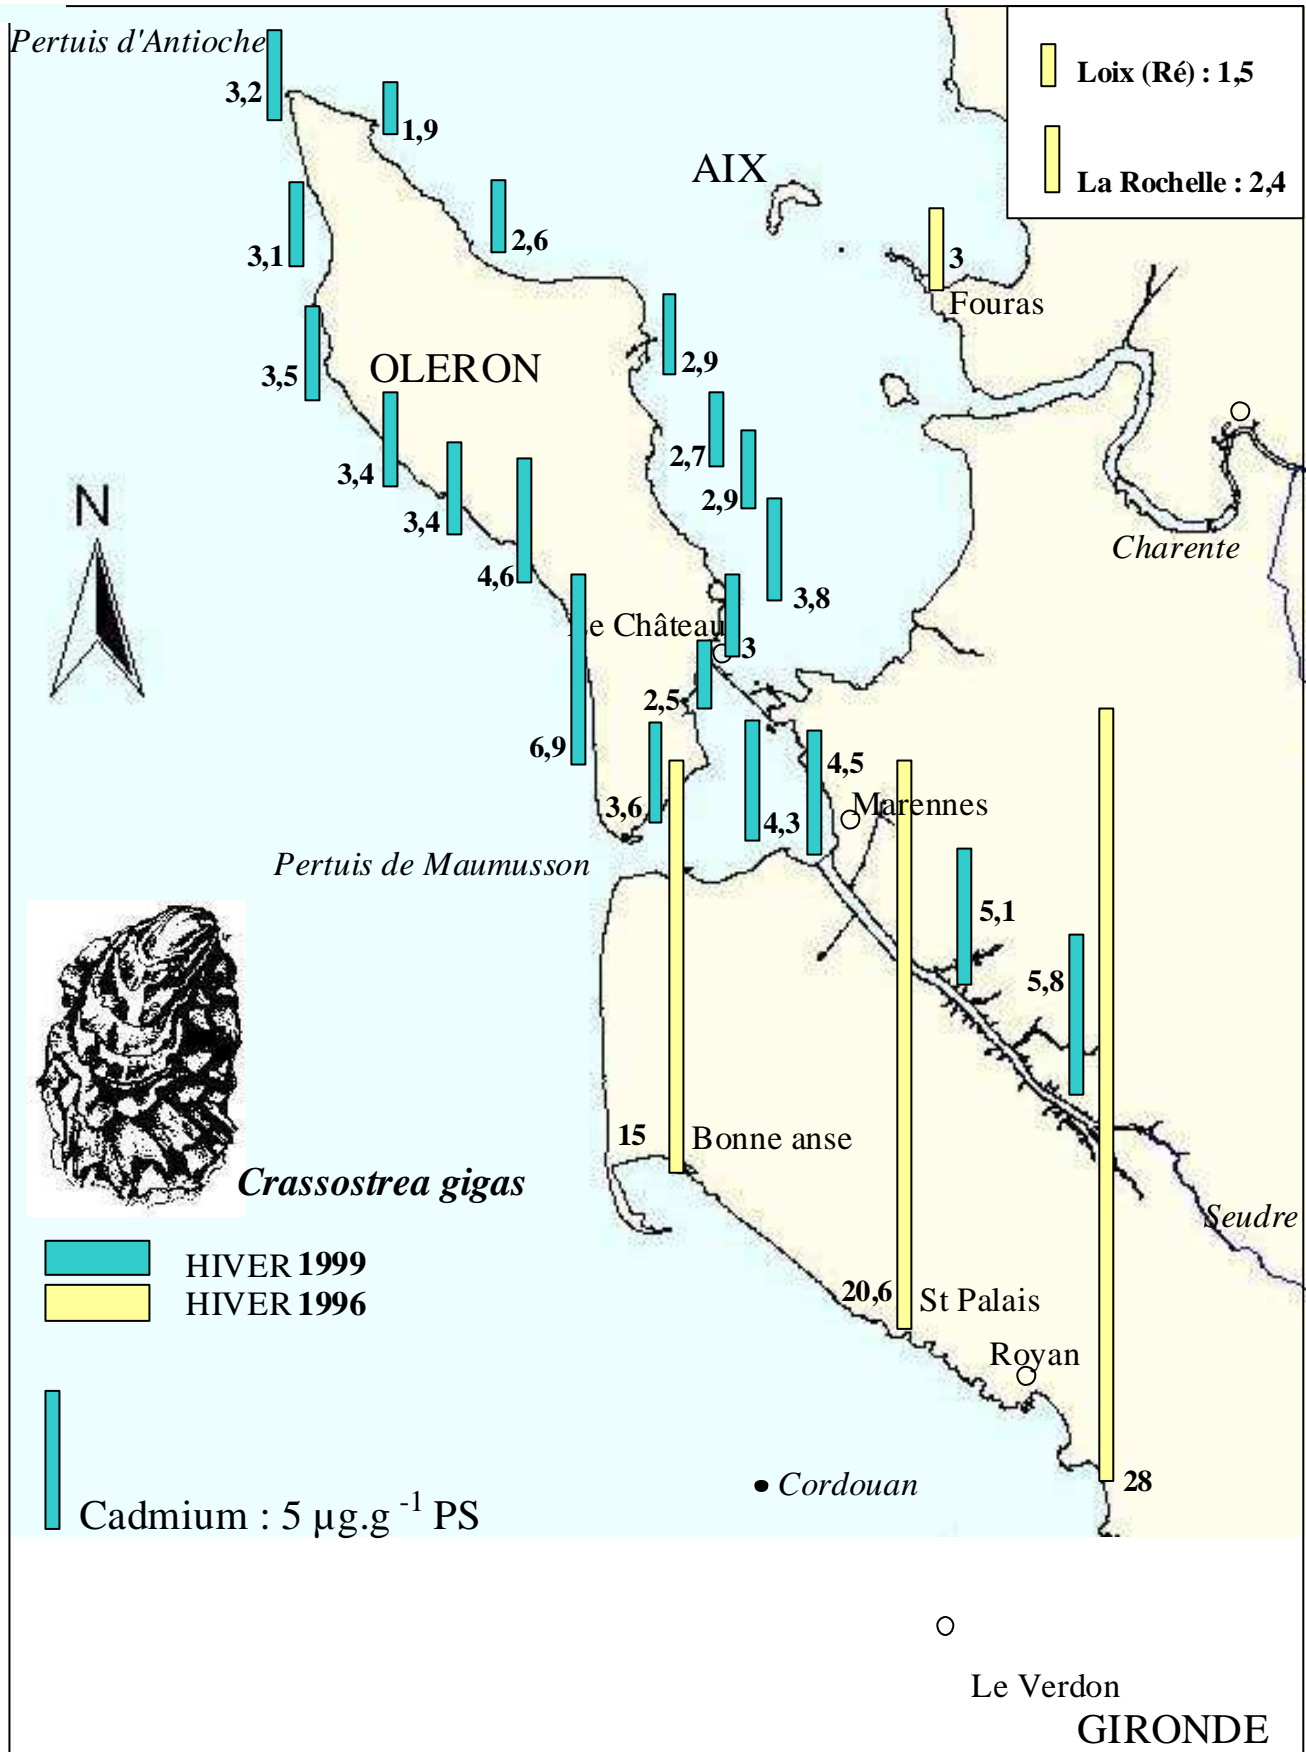 Pertuis d'Antioche
3,2
1,9
Loix (Ré) : 1,5
La Rochelle : 2,4
AIX
3,1
2,6
3
Fouras
3,5
OLERON
2,9
3,4
2,7
2,9
3,4
N
Charente
4,6
3,8
Le Château
3
2,5
6,9
4,5
3,6
4,3
Marennes
Pertuis de Maumusson
5,1
5,8
15
Bonne anse
Crassostrea gigas
Seudre
HIVER 1999
HIVER 1996
20,6
St Palais
Royan
28
Cordouan
Cadmium : 5 µg.g -1 PS
Le Verdon
GIRONDE